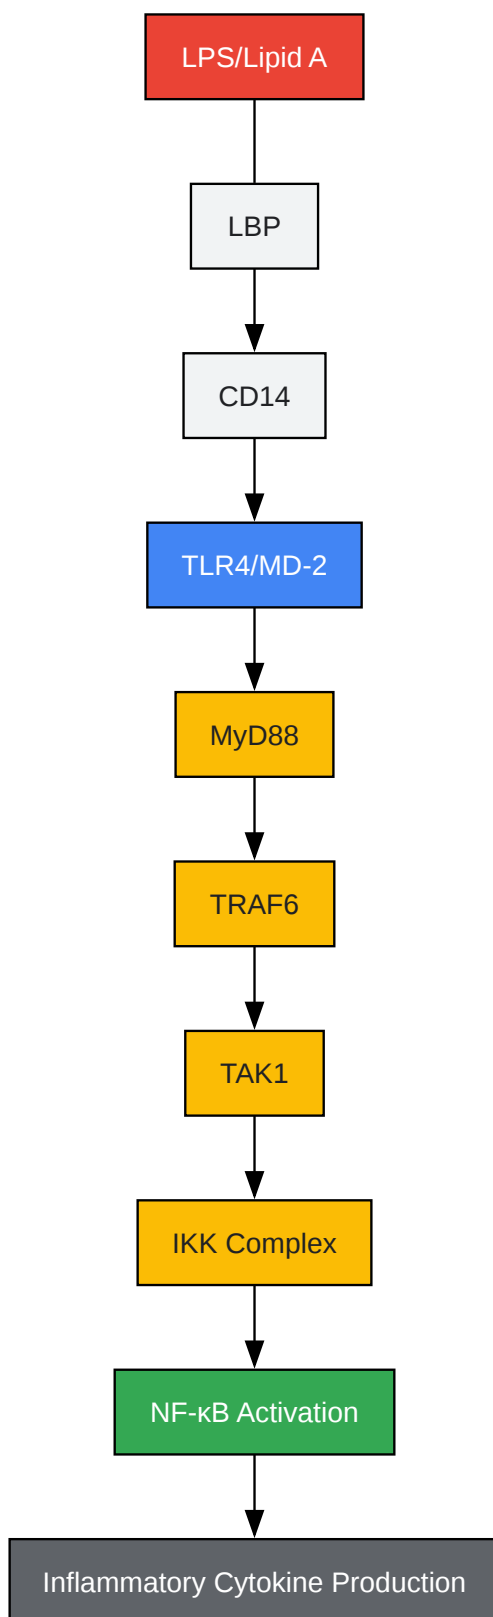 LPS/Lipid A
LBP
CD14
TLR4/MD-2
MyD88
TRAF6
TAK1
IKK Complex
NF-κB Activation
Inflammatory Cytokine Production